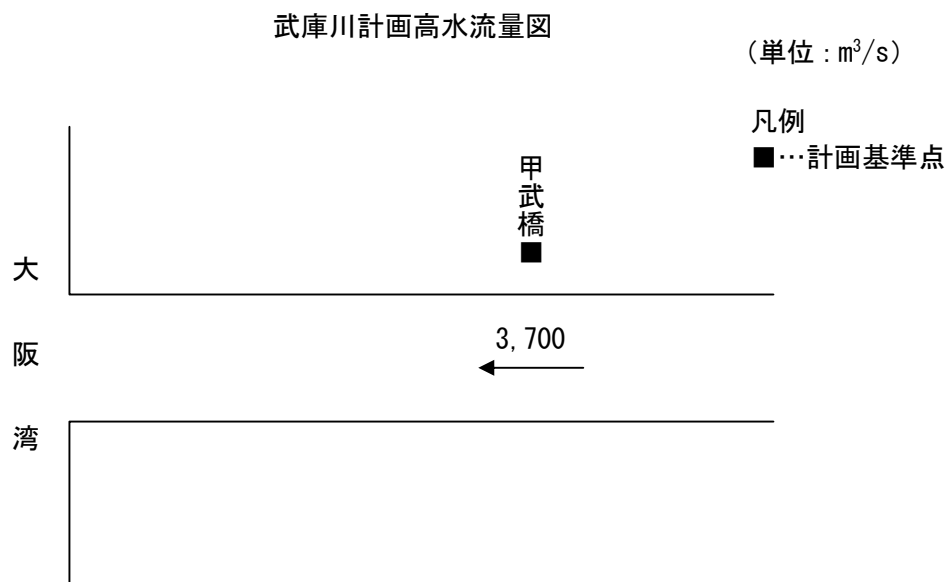 武庫川計画高水流量図
（単位：m³/s）
凡例
■…計画基準点
甲武橋
■
3,700
大阪湾